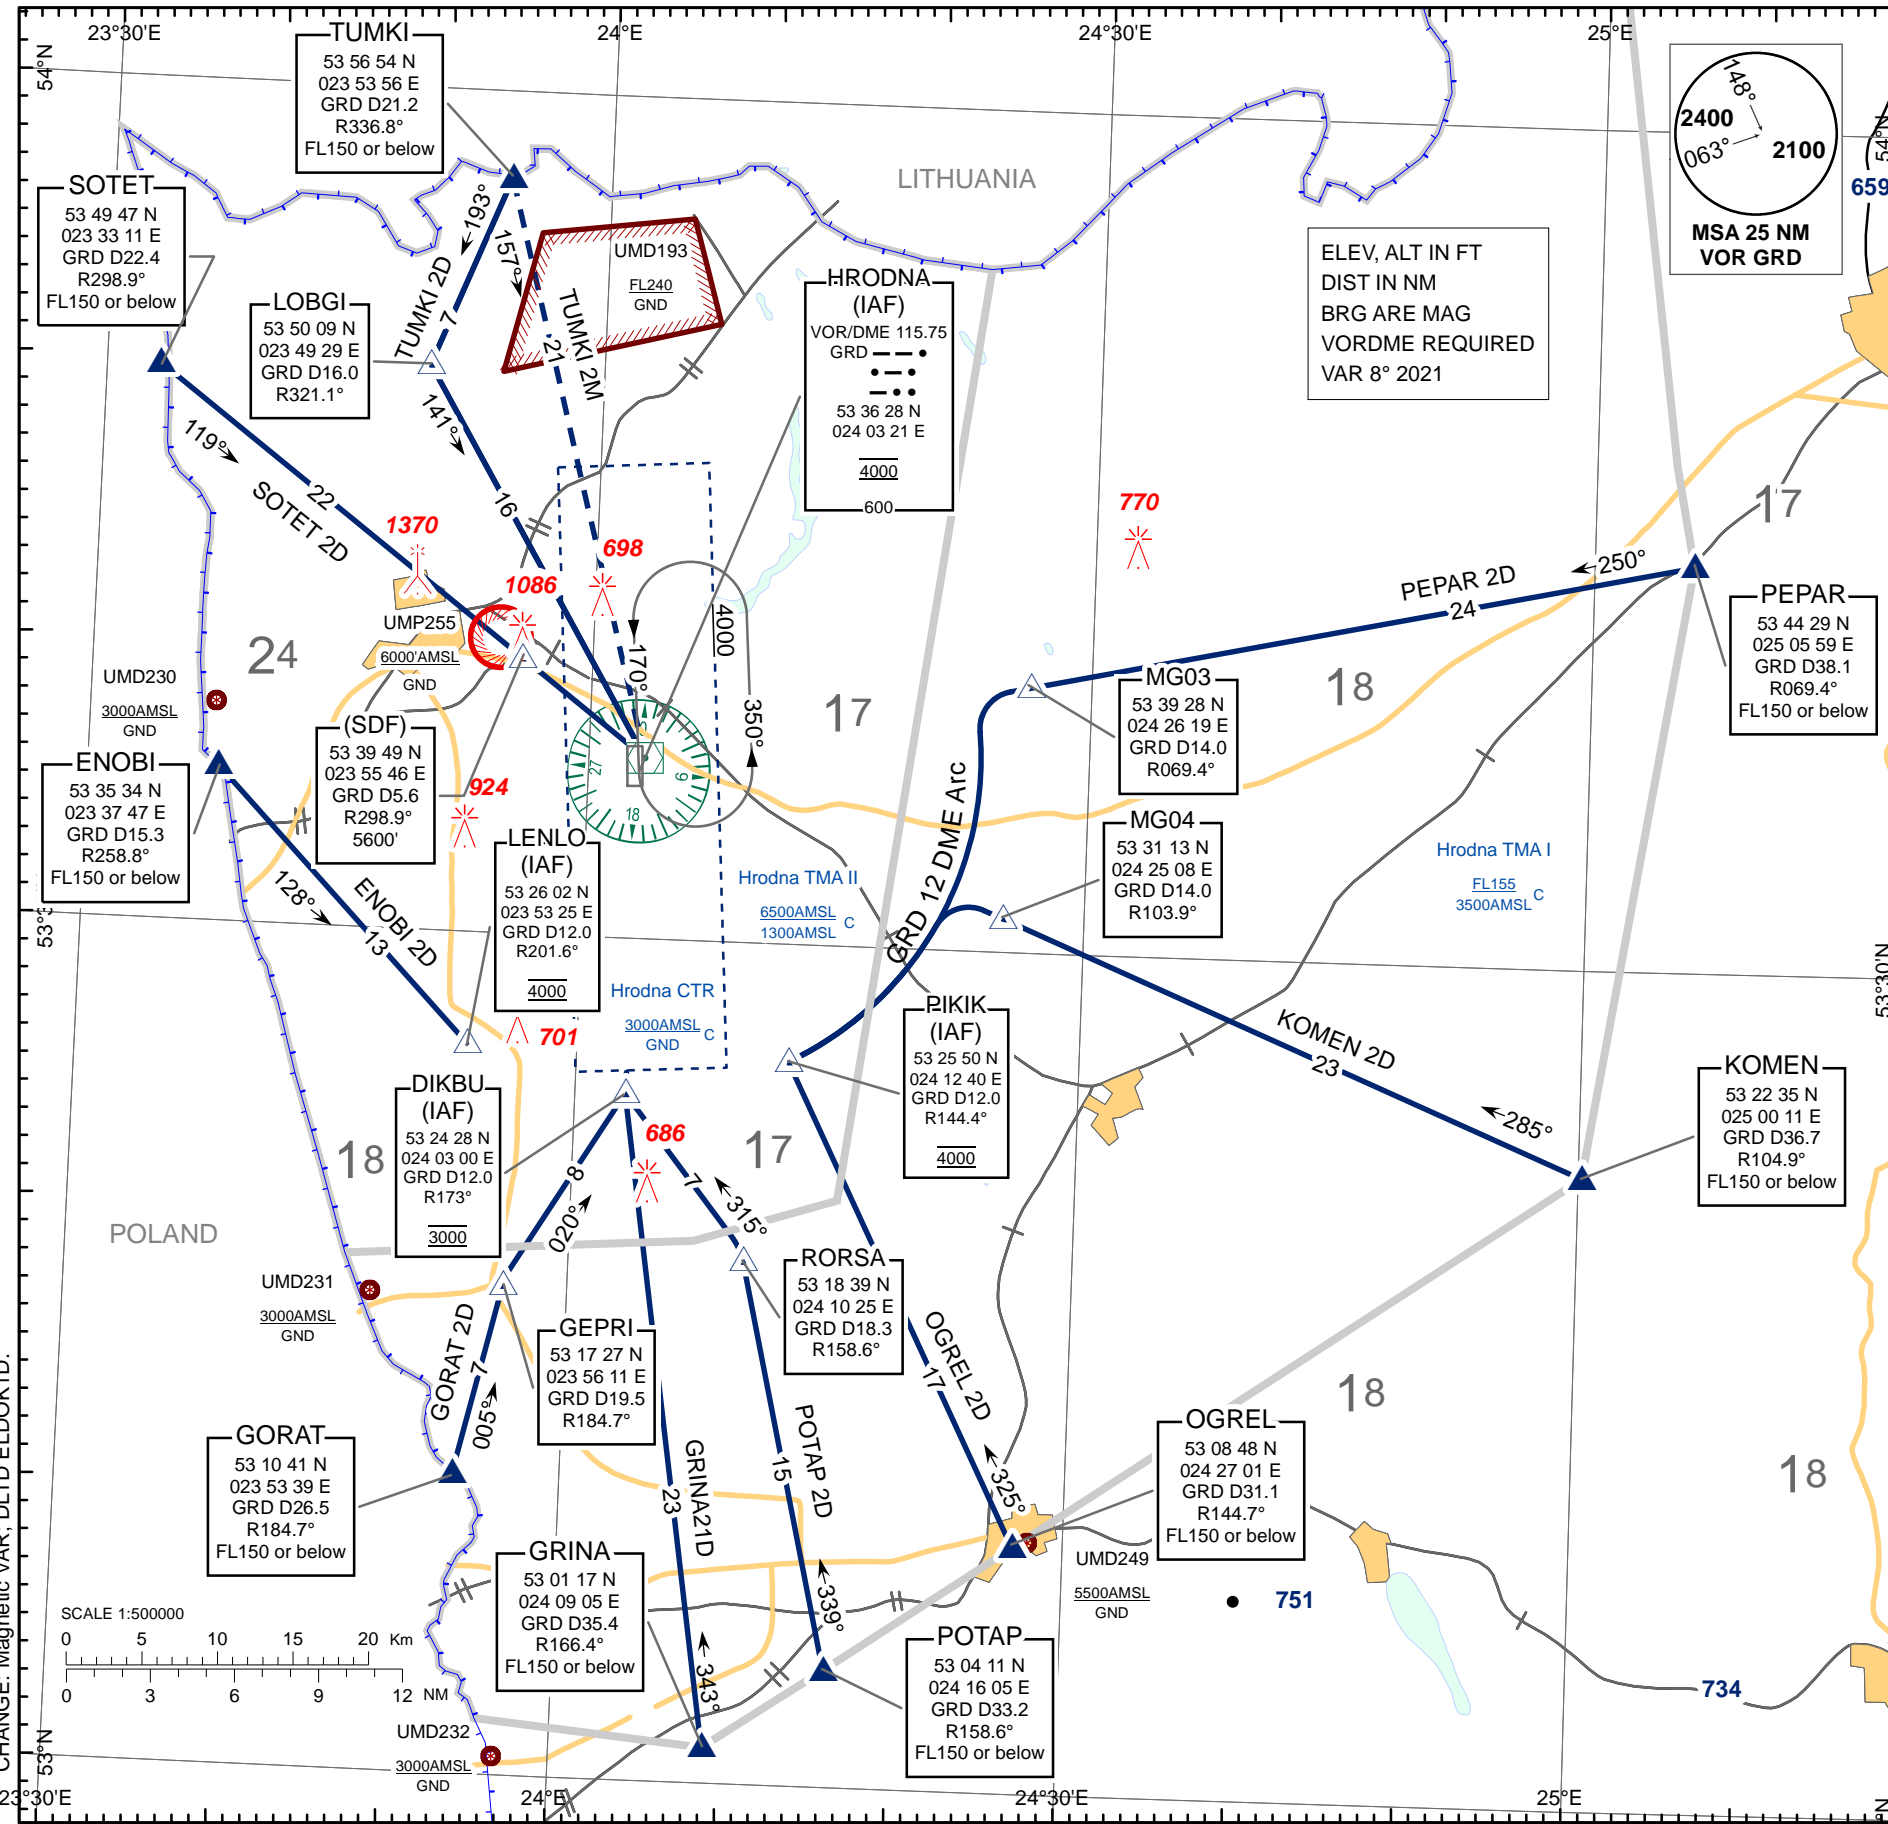 23°30'E
24°E
24°30'E
25°E
54°N
54°N
TUMKI
53 56 54 N
023 53 56 E
GRD D21.2
R336.8°
FL150 or below
SOTET
53 49 47 N
023 33 11 E
GRD D22.4
R298.9°
FL150 or below
LOBGI
53 50 09 N
023 49 29 E
GRD D16.0
R321.1°
193°
TUMKI 2D
7
157°
TUMKI 2M
21
UMD193
FL240
GND
LITHUANIA
HRODNA
(IAF)
VOR/DME 115.75
GRD
53 36 28 N
024 03 21 E
4000
600
ELEV, ALT IN FT
DIST IN NM
BRG ARE MAG
VORDME REQUIRED
VAR 8° 2021
148°
2400
063°
2100
MSA 25 NM
VOR GRD
659
119°
22
SOTET 2D
141°
16
1370
1086
698
770
17
UMP255
6000'AMSL
GND
24
UMD230
3000AMSL
GND
4000
170°
350°
27
18
6
17
18
250°
PEPAR 2D
24
PEPAR
53 44 29 N
025 05 59 E
GRD D38.1
R069.4°
FL150 or below
MG03
53 39 28 N
024 26 19 E
GRD D14.0
R069.4°
(SDF)
53 39 49 N
023 55 46 E
GRD D5.6
R298.9°
5600'
924
ENOBI
53 35 34 N
023 37 47 E
GRD D15.3
R258.8°
FL150 or below
128°
ENOBI 2D
13
LENLO
(IAF)
53 26 02 N
023 53 25 E
GRD D12.0
R201.6°
4000
701
MG04
53 31 13 N
024 25 08 E
GRD D14.0
R103.9°
GRD 12 DME Arc
Hrodna TMA I
FL155
3500AMSL
C
Hrodna TMA II
6500AMSL
1300AMSL
C
Hrodna CTR
3000AMSL
GND
C
53°30'N
PIKIK
(IAF)
53 25 50 N
024 12 40 E
GRD D12.0
R144.4°
4000
KOMEN 2D
23
285°
KOMEN
53 22 35 N
025 00 11 E
GRD D36.7
R104.9°
FL150 or below
DIKBU
(IAF)
53 24 28 N
024 03 00 E
GRD D12.0
R173°
3000
18
17
686
8
020°
7
315°
POLAND
UMD231
3000AMSL
GND
RORSA
53 18 39 N
024 10 25 E
GRD D18.3
R158.6°
GEPRI
53 17 27 N
023 56 11 E
GRD D19.5
R184.7°
GORAT 2D
7
005°
OGREL 2D
17
325°
18
18
GORAT
53 10 41 N
023 53 39 E
GRD D26.5
R184.7°
FL150 or below
GRINA21D
23
343°
POTAP 2D
15
339°
OGREL
53 08 48 N
024 27 01 E
GRD D31.1
R144.7°
FL150 or below
GRINA
53 01 17 N
024 09 05 E
GRD D35.4
R166.4°
FL150 or below
UMD249
5500AMSL
GND
751
POTAP
53 04 11 N
024 16 05 E
GRD D33.2
R158.6°
FL150 or below
734
SCALE 1:500000
0 5 10 15 20 Km
0 3 6 9 12 NM
UMD232
3000AMSL
GND
53°N
23°30'E
24°E
24°30'E
25°E